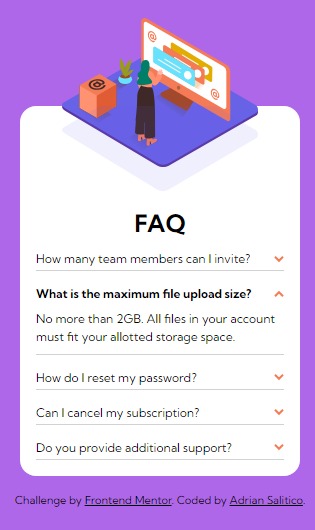 FAQ
How many team members can I invite?
What is the maximum file upload size?
No more than 2GB. All files in your account
must fit your allotted storage space.
How do I reset my password?
Can I cancel my subscription?
Do you provide additional support?
Challenge by Frontend Mentor. Coded by Adrian Salitico.